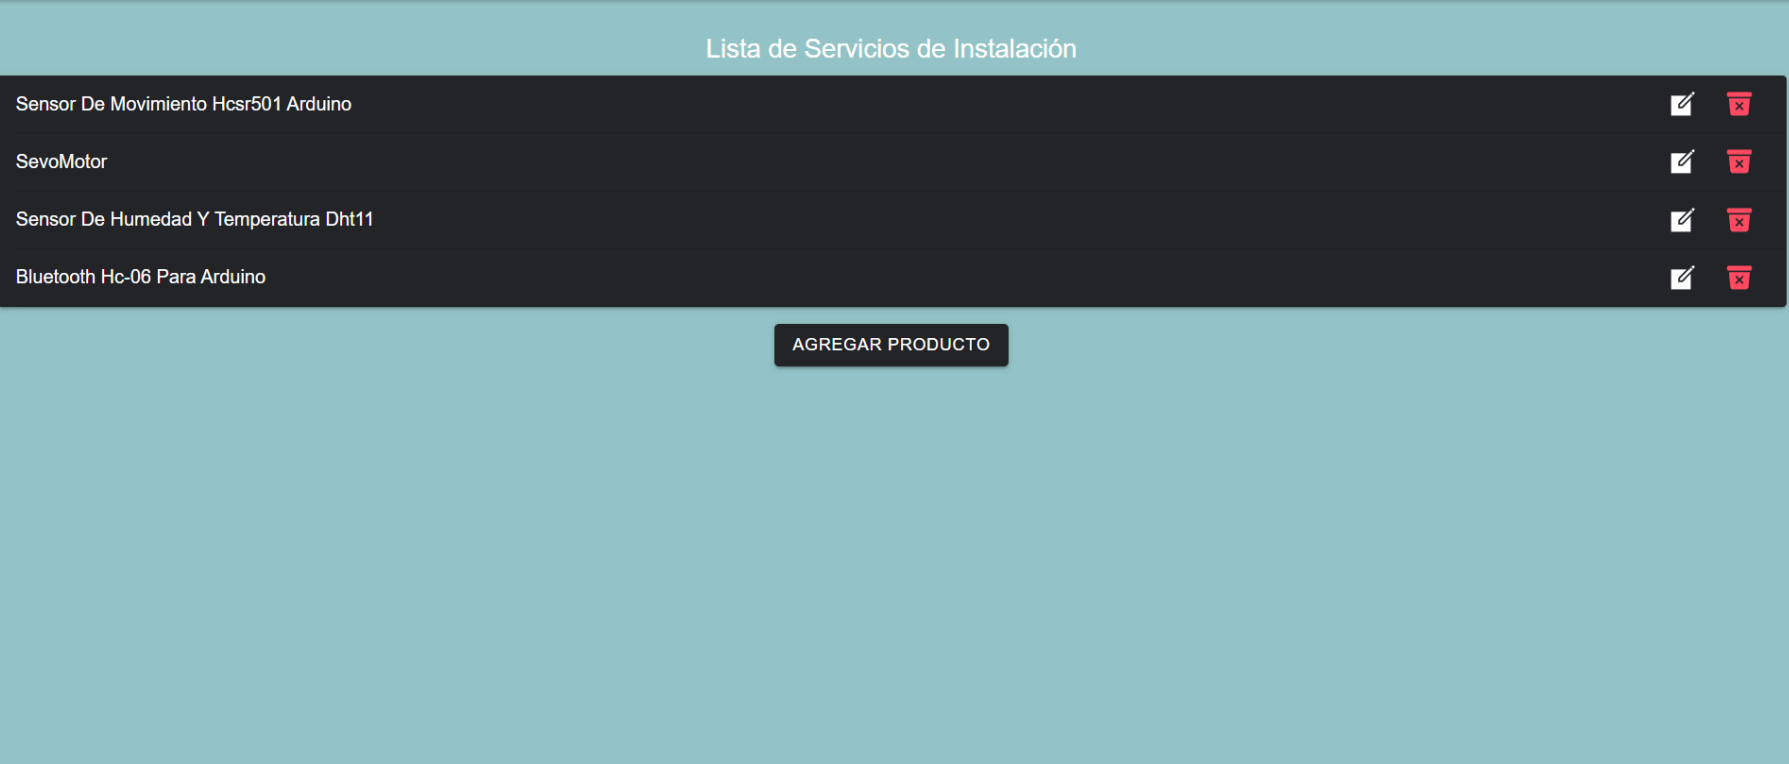 Lista de Servicios de Instalación
Sensor De Movimiento Hcsr501 Arduino
SevoMotor
Sensor De Humedad Y Temperatura Dht11
Bluetooth Hc-06 Para Arduino
AGREGAR PRODUCTO